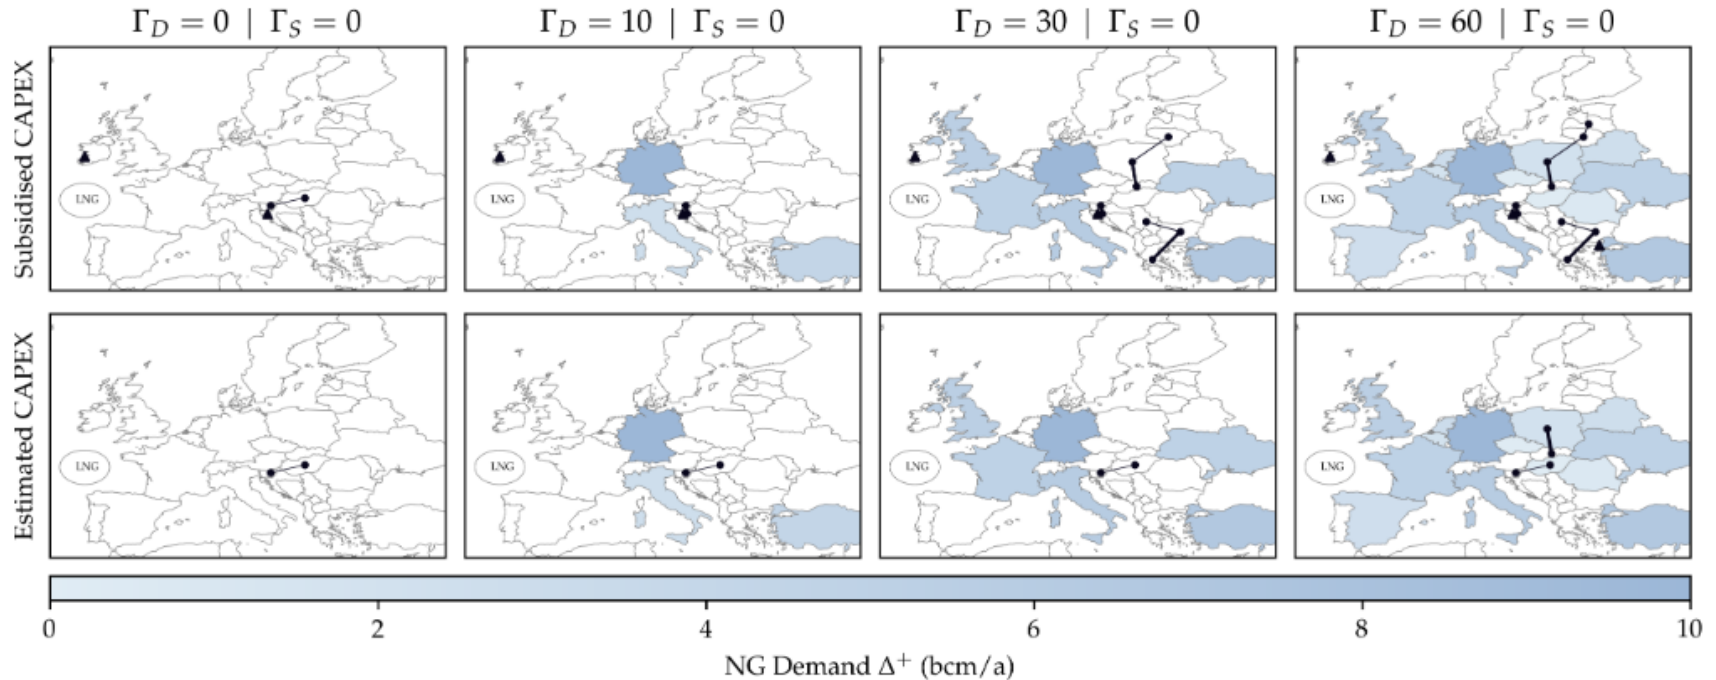 Γ_D = 0 | Γ_S = 0
Γ_D = 10 | Γ_S = 0
Γ_D = 30 | Γ_S = 0
Γ_D = 60 | Γ_S = 0
Subsidised CAPEX
LNG
LNG
LNG
LNG
Estimated CAPEX
LNG
LNG
LNG
LNG
0 2 4 6 8 10
NG Demand Δ⁺ (bcm/a)